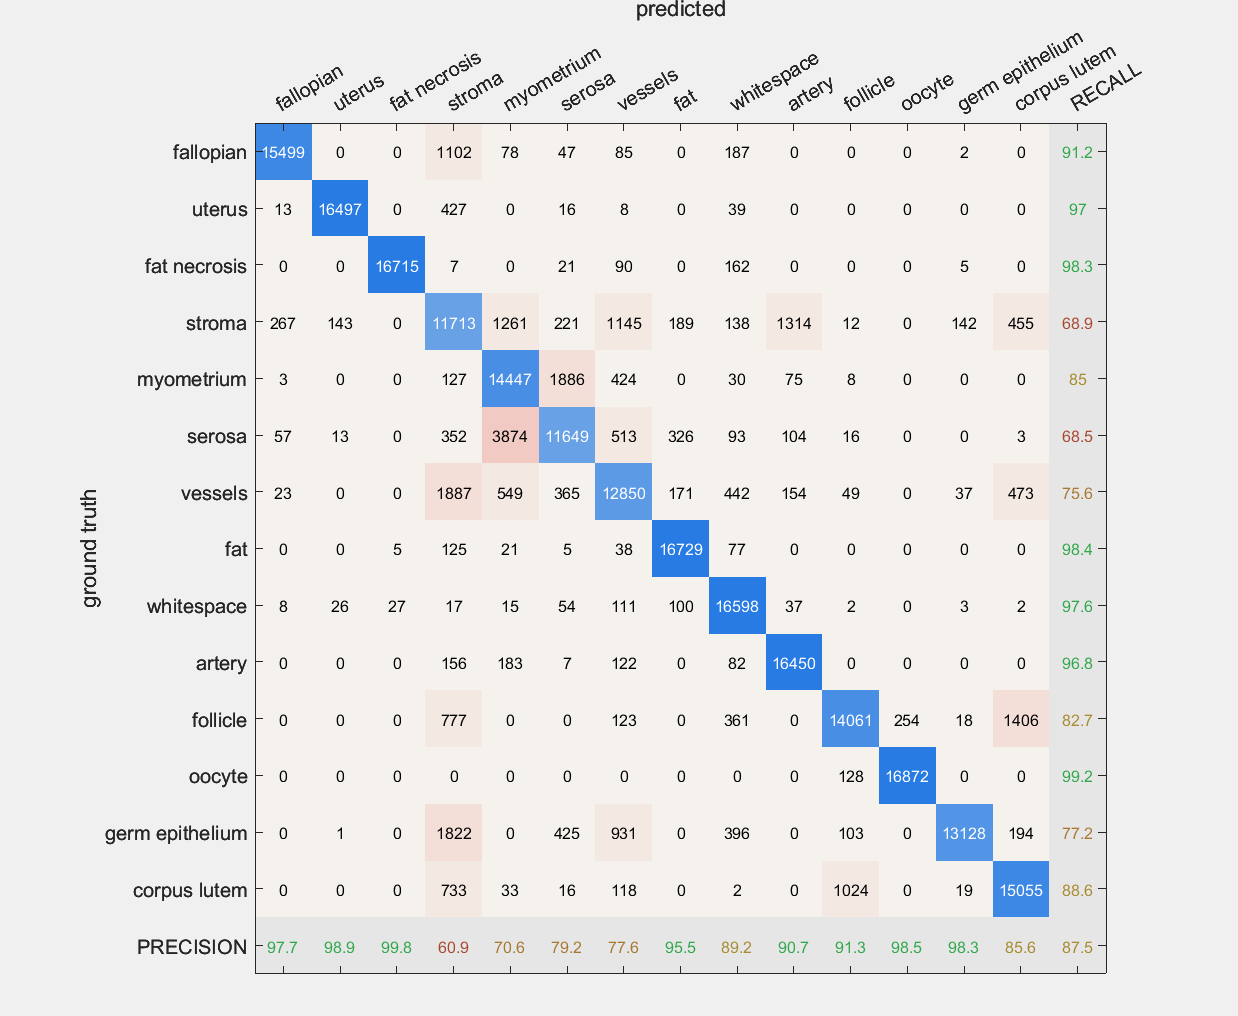 predicted
fallopian uterus fat necrosis stroma myometrium serosa vessels fat whitespace artery follicle oocyte germ epithelium corpus lutem RECALL
fallopian 15499 0 0 1102 78 47 85 0 187 0 0 0 2 0 91.2
uterus 13 16497 0 427 0 16 8 0 39 0 0 0 0 0 97
fat necrosis 0 0 16715 7 0 21 90 0 162 0 0 0 5 0 98.3
stroma 267 143 0 11713 1261 221 1145 189 138 1314 12 0 142 455 68.9
myometrium 3 0 0 127 14447 1886 424 0 30 75 8 0 0 0 85
serosa 57 13 0 352 3874 11649 513 326 93 104 16 0 0 3 68.5
vessels 23 0 0 1887 549 365 12850 171 442 154 49 0 37 473 75.6
fat 0 0 5 125 21 5 38 16729 77 0 0 0 0 0 98.4
whitespace 8 26 27 17 15 54 111 100 16598 37 2 0 3 2 97.6
artery 0 0 0 156 183 7 122 0 82 16450 0 0 0 0 96.8
follicle 0 0 0 777 0 0 123 0 361 0 14061 254 18 1406 82.7
oocyte 0 0 0 0 0 0 0 0 0 0 128 16872 0 0 99.2
germ epithelium 0 1 0 1822 0 425 931 0 396 0 103 0 13128 194 77.2
corpus lutem 0 0 0 733 33 16 118 0 2 0 1024 0 19 15055 88.6
PRECISION 97.7 98.9 99.8 60.9 70.6 79.2 77.6 95.5 89.2 90.7 91.3 98.5 98.3 85.6 87.5
ground truth